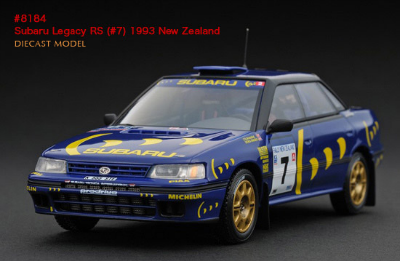 #8184
Subaru Legacy RS (#7) 1993 New Zealand
DIECAST MODEL
SUBARU
SUBARU
7
MICHELIN